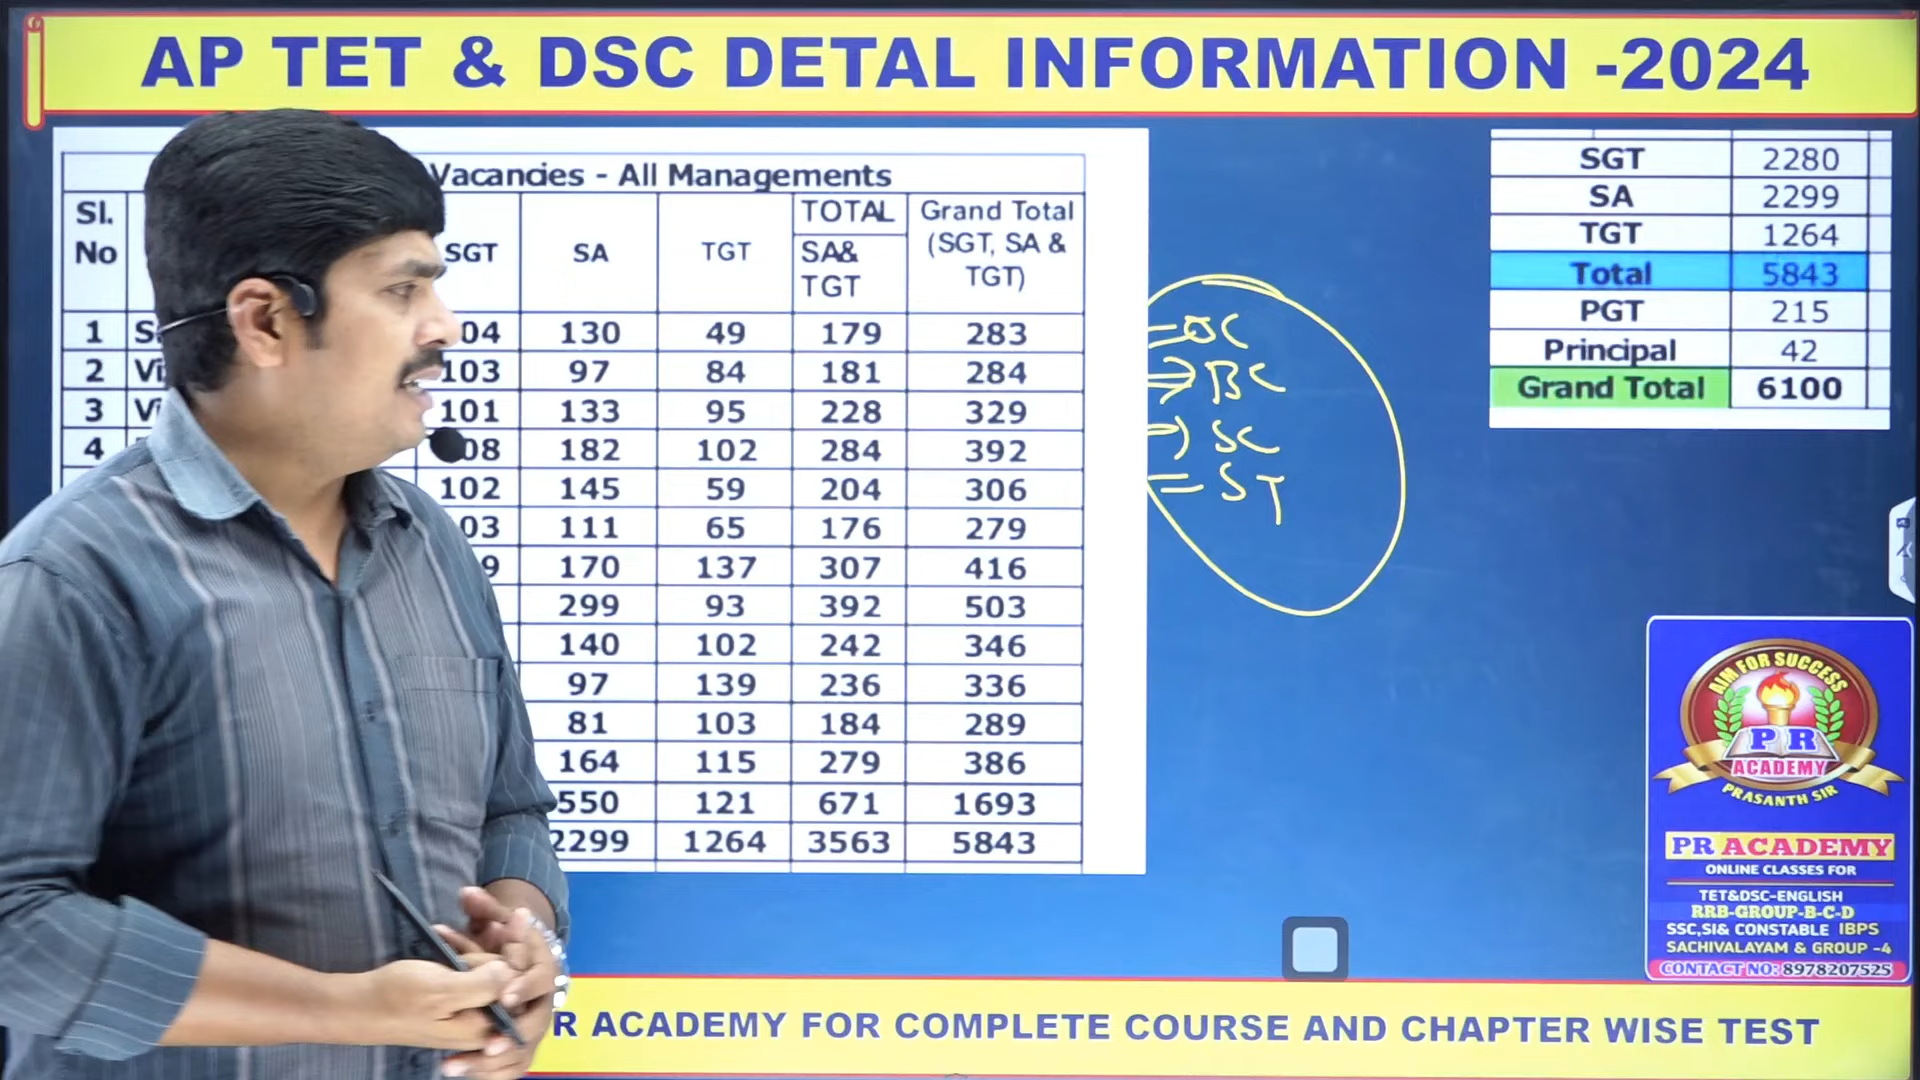 AP TET & DSC DETAL INFORMATION -2024
Vacancies - All Managements
Sl. No SGT SA TGT TOTAL SA& TGT Grand Total (SGT, SA & TGT)
1 04 130 49 179 283
2 103 97 84 181 284
3 101 133 95 228 329
4 08 182 102 284 392
102 145 59 204 306
03 111 65 176 279
9 170 137 307 416
299 93 392 503
140 102 242 346
97 139 236 336
81 103 184 289
164 115 279 386
550 121 671 1693
2299 1264 3563 5843
OC
BC
SC
ST
SGT 2280
SA 2299
TGT 1264
Total 5843
PGT 215
Principal 42
Grand Total 6100
AIM FOR SUCCESS
PR
ACADEMY
PRASANTH SIR
PR ACADEMY
ONLINE CLASSES FOR
TET&DSC-ENGLISH
RRB-GROUP-B-C-D
SSC,SI& CONSTABLE IBPS
SACHIVALAYAM & GROUP -4
CONTACT NO: 8978207525
R ACADEMY FOR COMPLETE COURSE AND CHAPTER WISE TEST